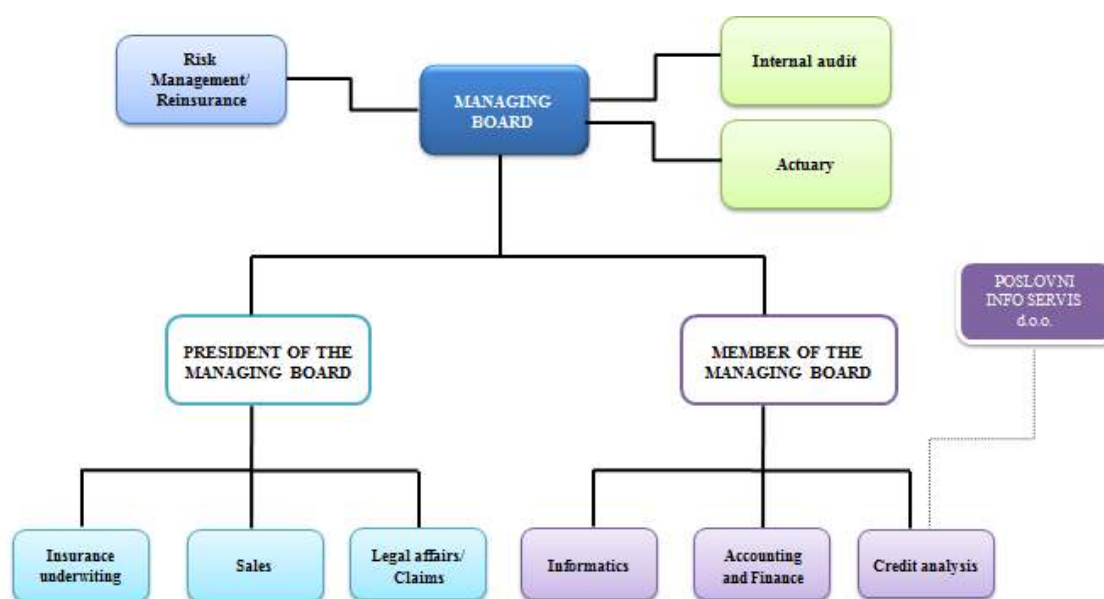 Risk
Management/
Reinsurance
MANAGING
BOARD
Internal audit
Actuary
POSLOVNI
INFO SERVIS
d.o.o.
PRESIDENT OF THE
MANAGING BOARD
MEMBER OF THE
MANAGING BOARD
Insurance
underwiting
Sales
Legal affairs/
Claims
Informatics
Accounting
and Finance
Credit analysis